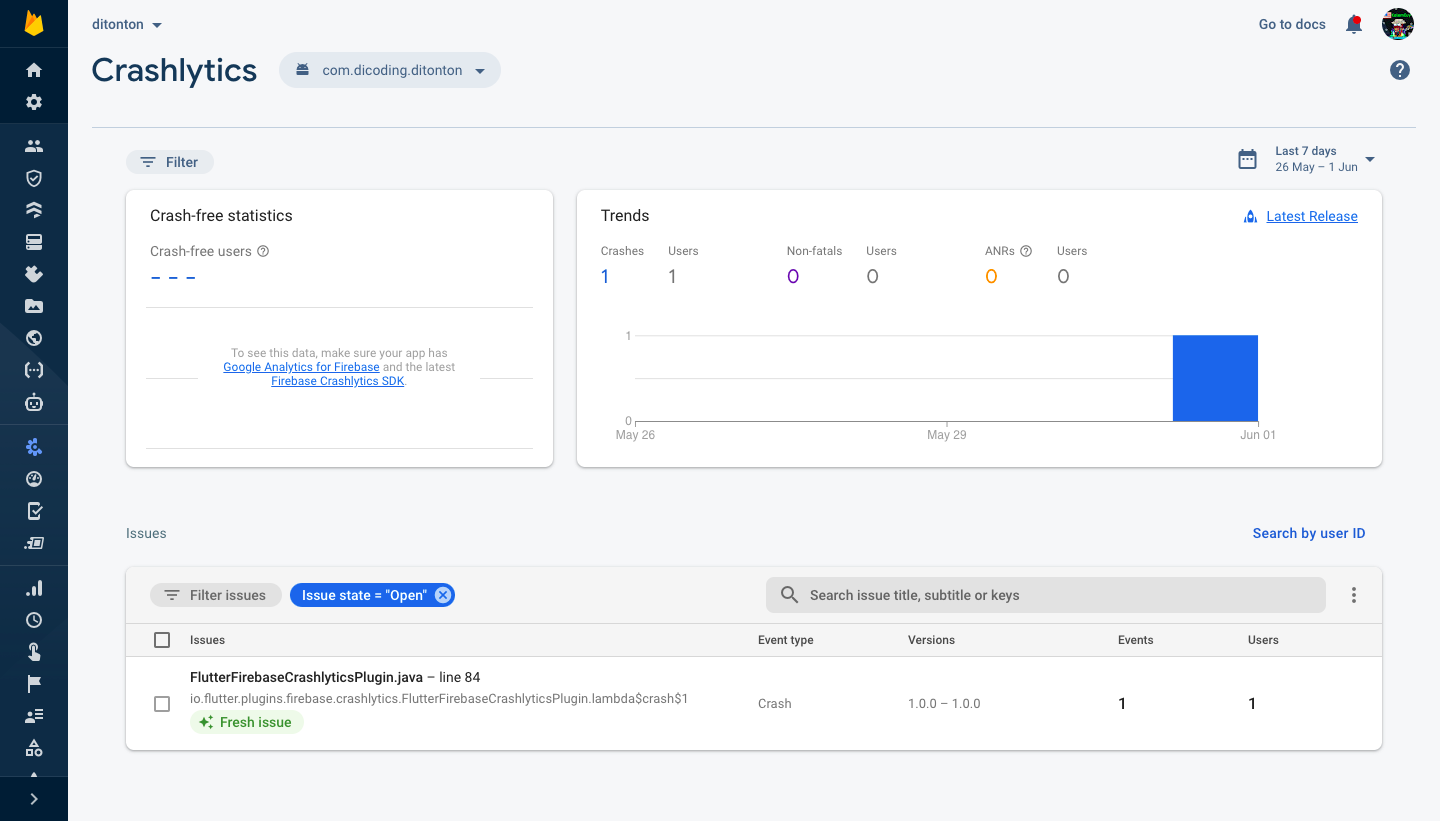 ditonton
Go to docs
Crashlytics
com.dicoding.ditonton
Filter
Last 7 days
26 May – 1 Jun
Crash-free statistics
Crash-free users
– – –
To see this data, make sure your app has
Google Analytics for Firebase and the latest
Firebase Crashlytics SDK.
Trends
Latest Release
Crashes Users Non-fatals Users ANRs Users
1 1 0 0 0 0
1
0
May 26 May 29 Jun 01
Issues
Search by user ID
Filter issues
Issue state = "Open"
Search issue title, subtitle or keys
Issues Event type Versions Events Users
FlutterFirebaseCrashlyticsPlugin.java – line 84
io.flutter.plugins.firebase.crashlytics.FlutterFirebaseCrashlyticsPlugin.lambda$crash$1
Crash 1.0.0 – 1.0.0 1 1
Fresh issue